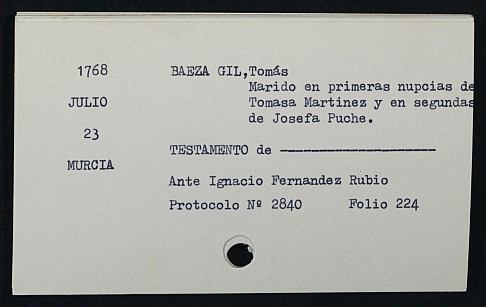 1768
JULIO
23
MURCIA
BAEZA GIL,Tomás
Marido en primeras nupcias de
Tomasa Martinez y en segundas
de Josefa Puche.
TESTAMENTO de --------------------
Ante Ignacio Fernandez Rubio
Protocolo Nº 2840 Folio 224